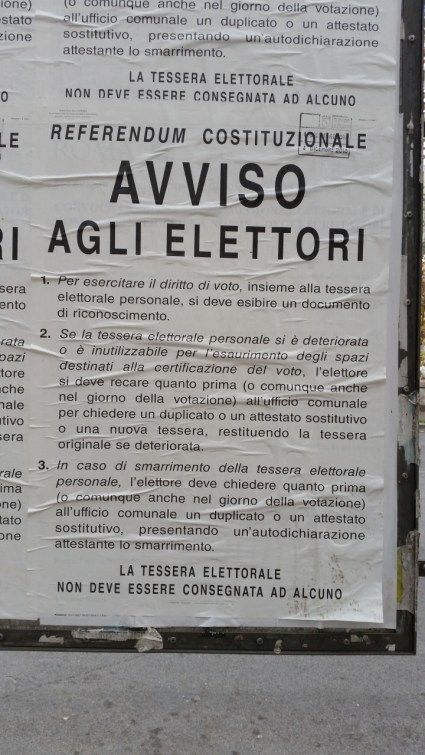 (o comunque anche nel giorno della votazione)
all'ufficio comunale un duplicato o un attestato
sostitutivo, presentando un'autodichiarazione
attestante lo smarrimento.
LA TESSERA ELETTORALE
NON DEVE ESSERE CONSEGNATA AD ALCUNO
REFERENDUM COSTITUZIONALE
AVVISO
AGLI ELETTORI
1. Per esercitare il diritto di voto, insieme alla tessera
elettorale personale, si deve esibire un documento
di riconoscimento.
2. Se la tessera elettorale personale si è deteriorata
o è inutilizzabile per l'esaurimento degli spazi
destinati alla certificazione del voto, l'elettore
si deve recare quanto prima (o comunque anche
nel giorno della votazione) all'ufficio comunale
per chiedere un duplicato o un attestato sostitutivo
o una nuova tessera, restituendo la tessera
originale se deteriorata.
3. In caso di smarrimento della tessera elettorale
personale, l'elettore deve chiedere quanto prima
(o comunque anche nel giorno della votazione)
all'ufficio comunale un duplicato o un attestato
sostitutivo, presentando un'autodichiarazione
attestante lo smarrimento.
LA TESSERA ELETTORALE
NON DEVE ESSERE CONSEGNATA AD ALCUNO